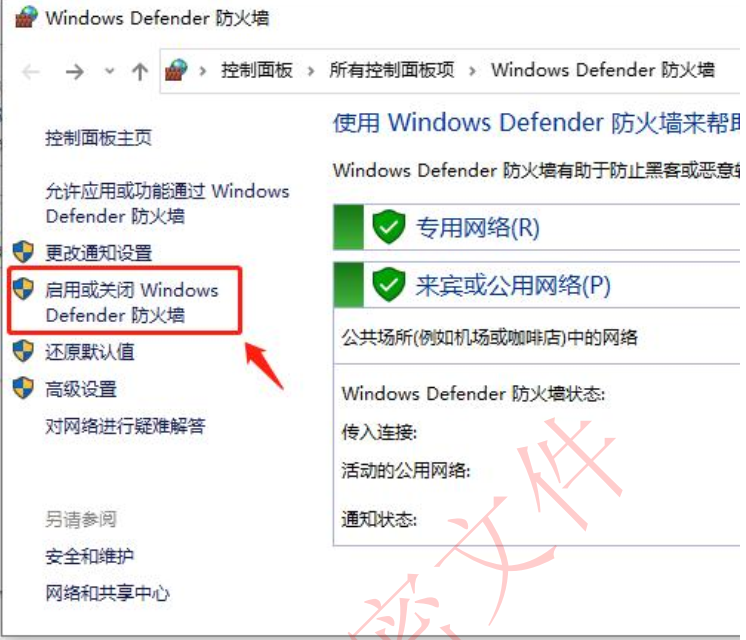 Windows Defender 防火墙
控制面板 › 所有控制面板项 › Windows Defender 防火墙
控制面板主页
允许应用或功能通过 Windows
Defender 防火墙
更改通知设置
启用或关闭 Windows
Defender 防火墙
还原默认值
高级设置
对网络进行疑难解答
另请参阅
安全和维护
网络和共享中心
使用 Windows Defender 防火墙来帮
Windows Defender 防火墙有助于防止黑客或恶意
专用网络(R)
来宾或公用网络(P)
公共场所(例如机场或咖啡店)中的网络
Windows Defender 防火墙状态:
传入连接:
活动的公用网络:
通知状态:
密文件